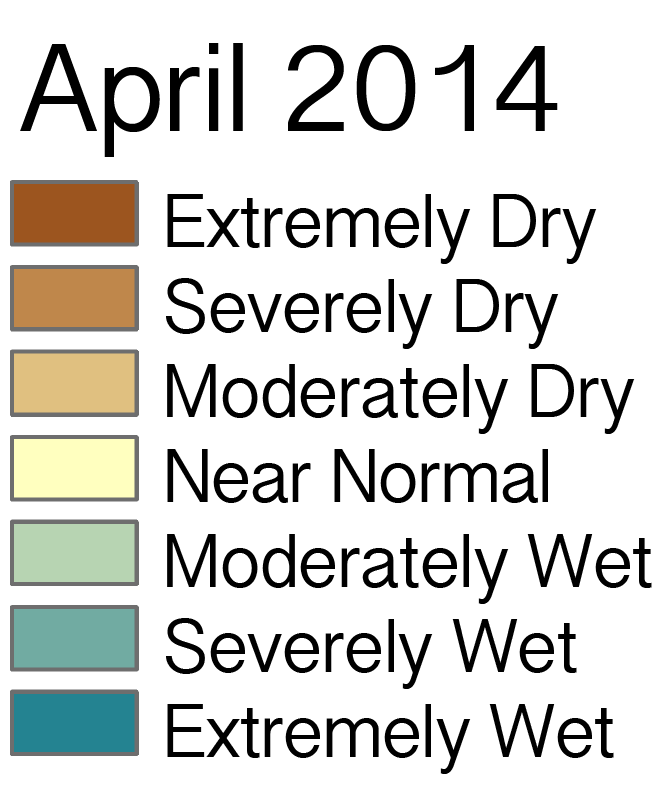 April 2014
Extremely Dry
Severely Dry
Moderately Dry
Near Normal
Moderately Wet
Severely Wet
Extremely Wet